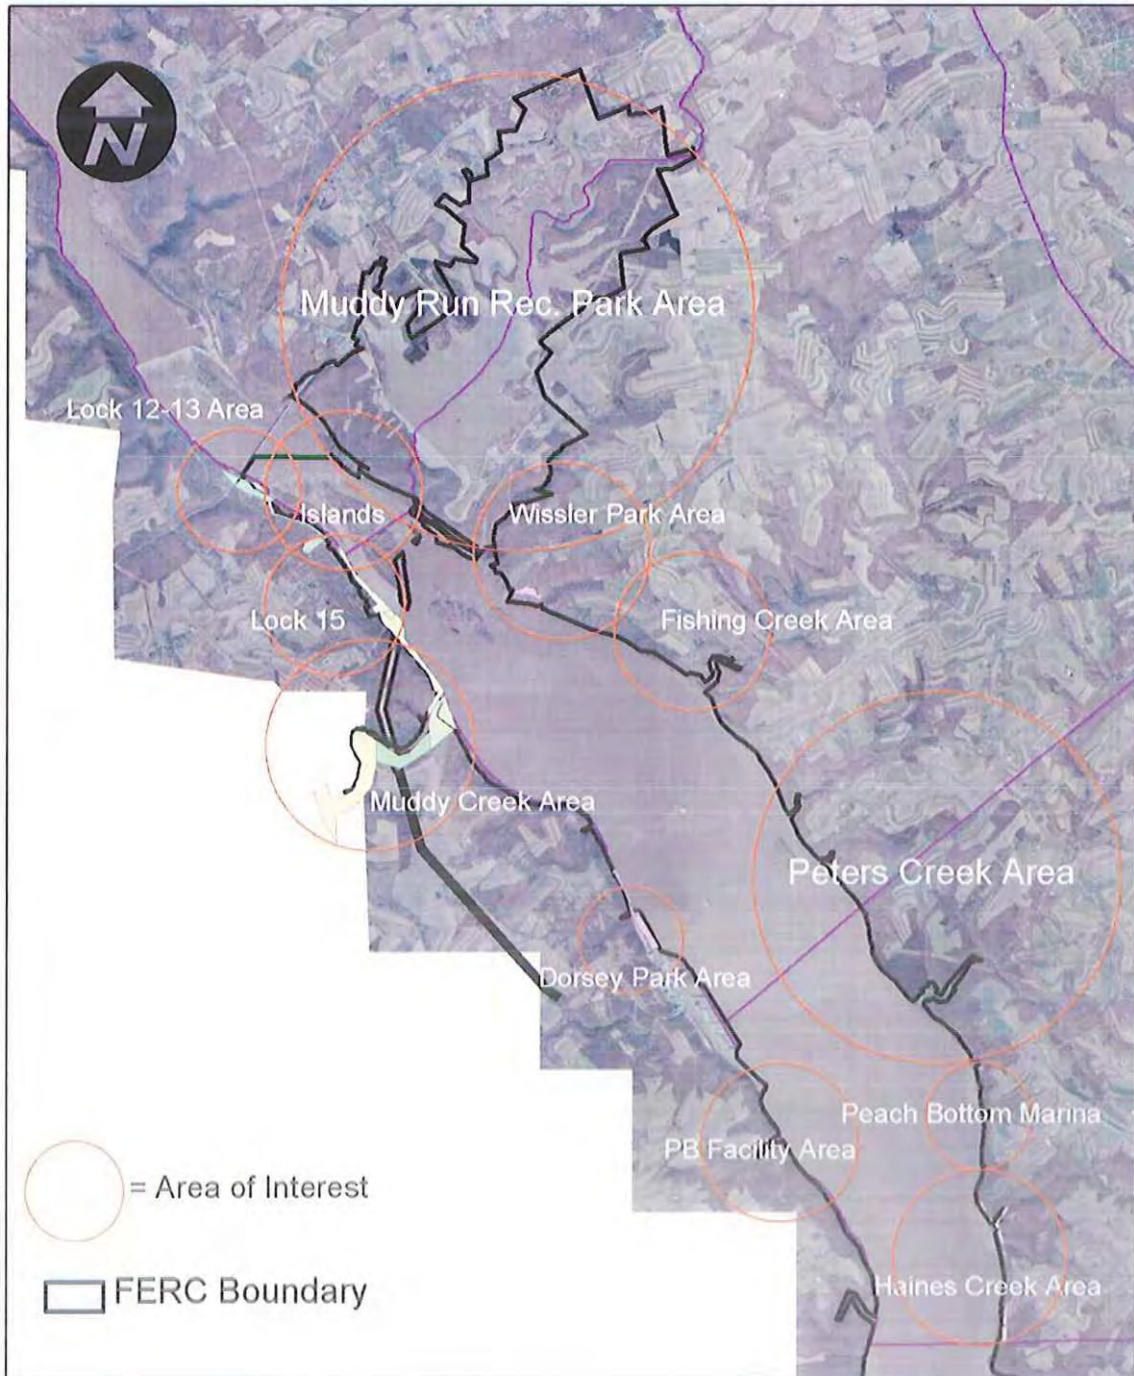 N
Muddy Run Rec. Park Area
Lock 12-13 Area
Islands
Wissler Park Area
Lock 15
Fishing Creek Area
Muddy Creek Area
Peters Creek Area
Dorsey Park Area
Peach Bottom Marina
PB Facility Area
= Area of Interest
Haines Creek Area
FERC Boundary